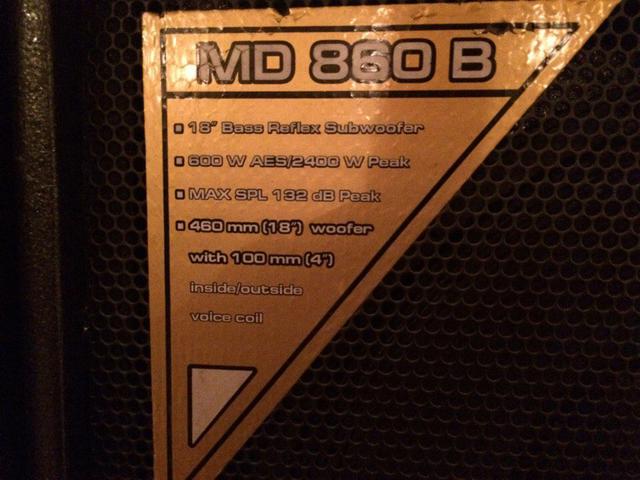 MD 860 B
18" Bass Reflex Subwoofer
600 W AES/2400 W Peak
MAX SPL 132 dB Peak
460 mm (18") woofer
with 100 mm (4")
inside/outside
voice coil